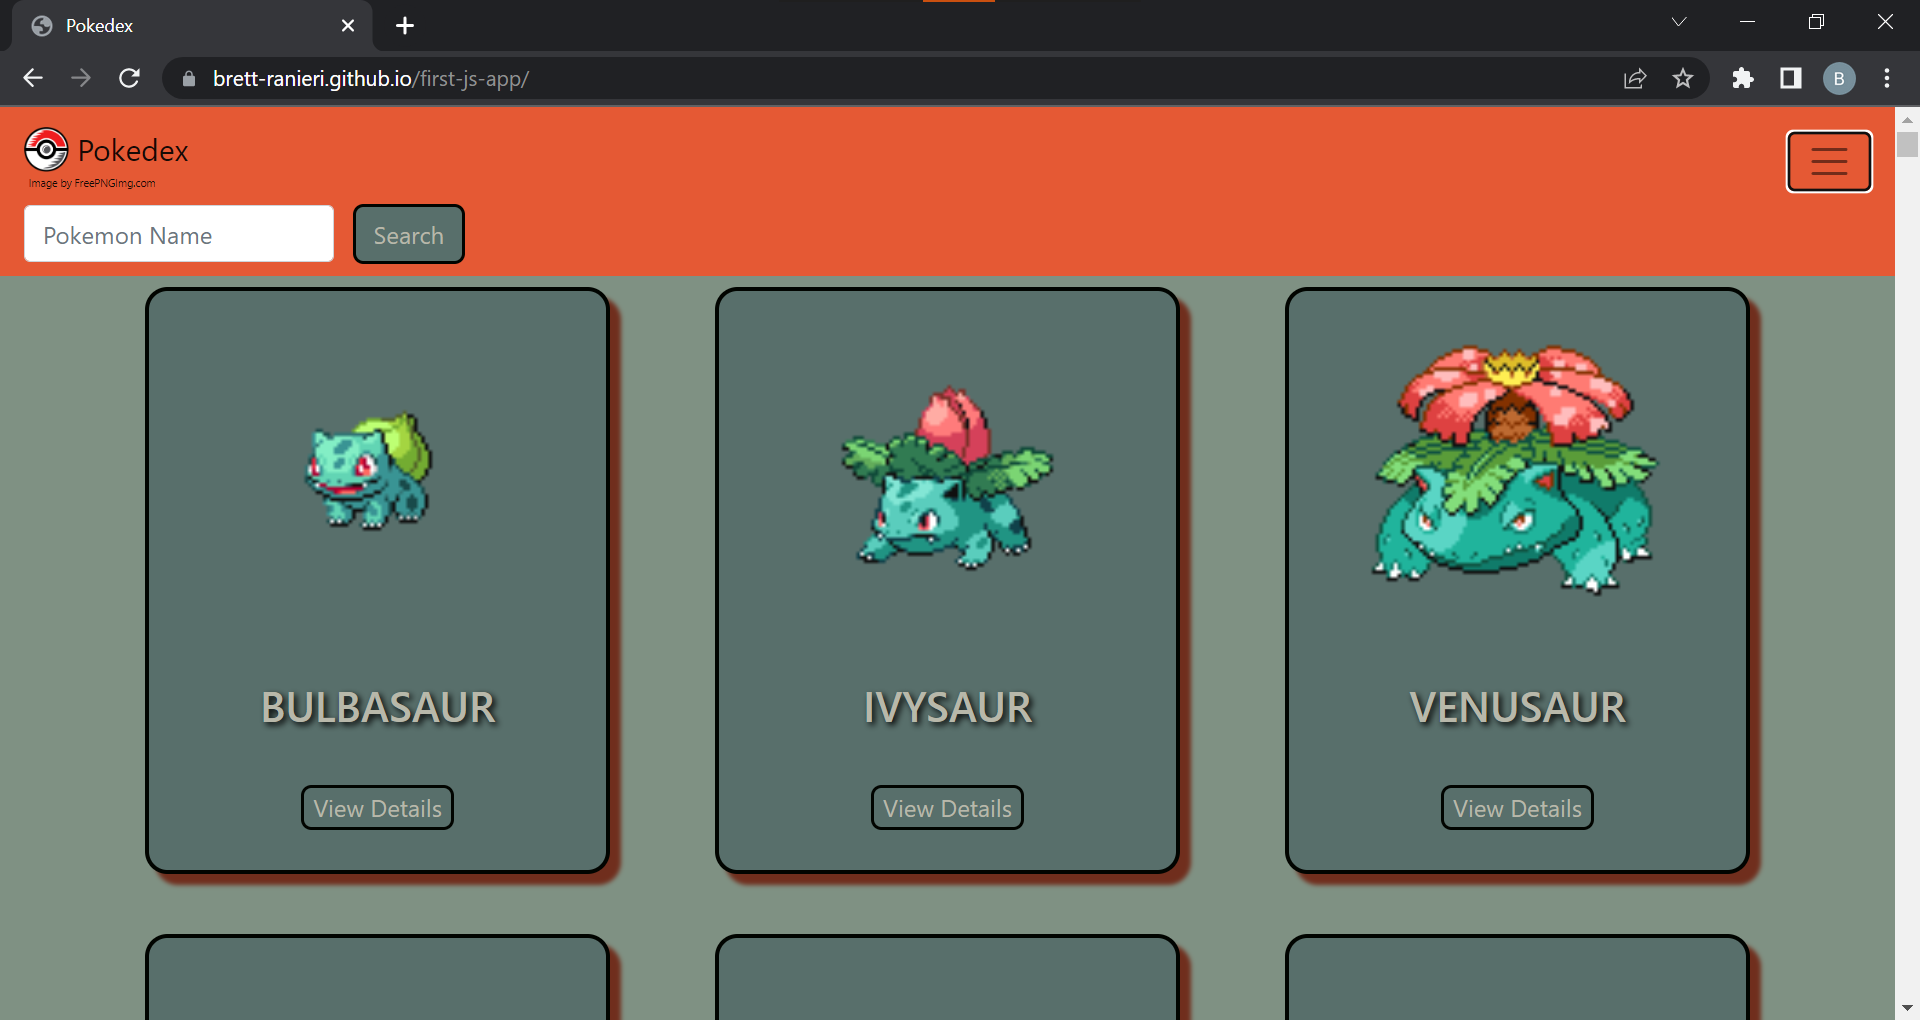 Pokedex
brett-ranieri.github.io/first-js-app/
B
Pokedex
Image by FreePNGImg.com
Pokemon Name
Search
BULBASAUR
IVYSAUR
VENUSAUR
View Details
View Details
View Details